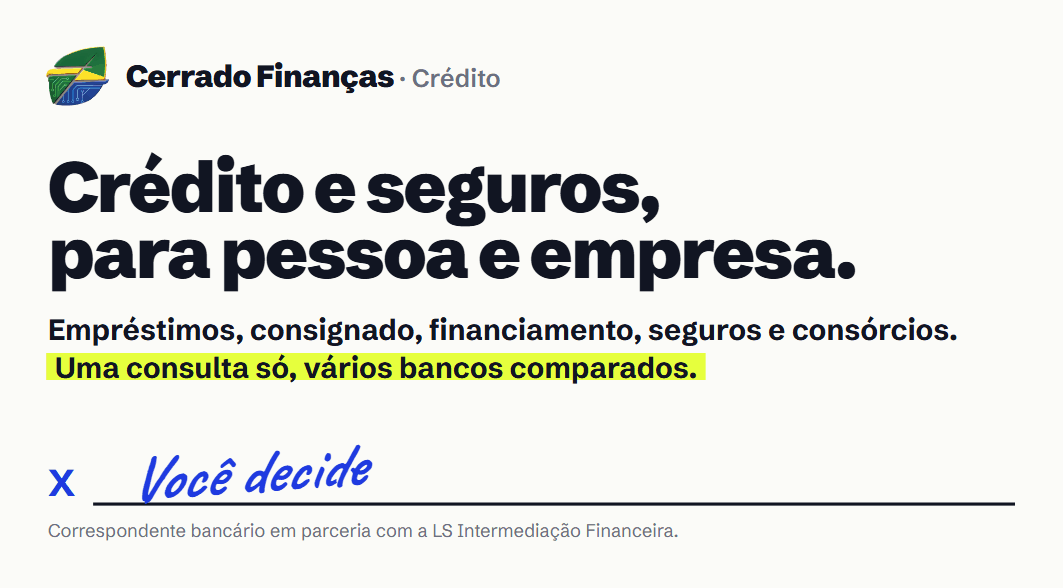 Cerrado Finanças · Crédito
Crédito e seguros,
para pessoa e empresa.
Empréstimos, consignado, financiamento, seguros e consórcios.
Uma consulta só, vários bancos comparados.
X Você decide
Correspondente bancário em parceria com a LS Intermediação Financeira.